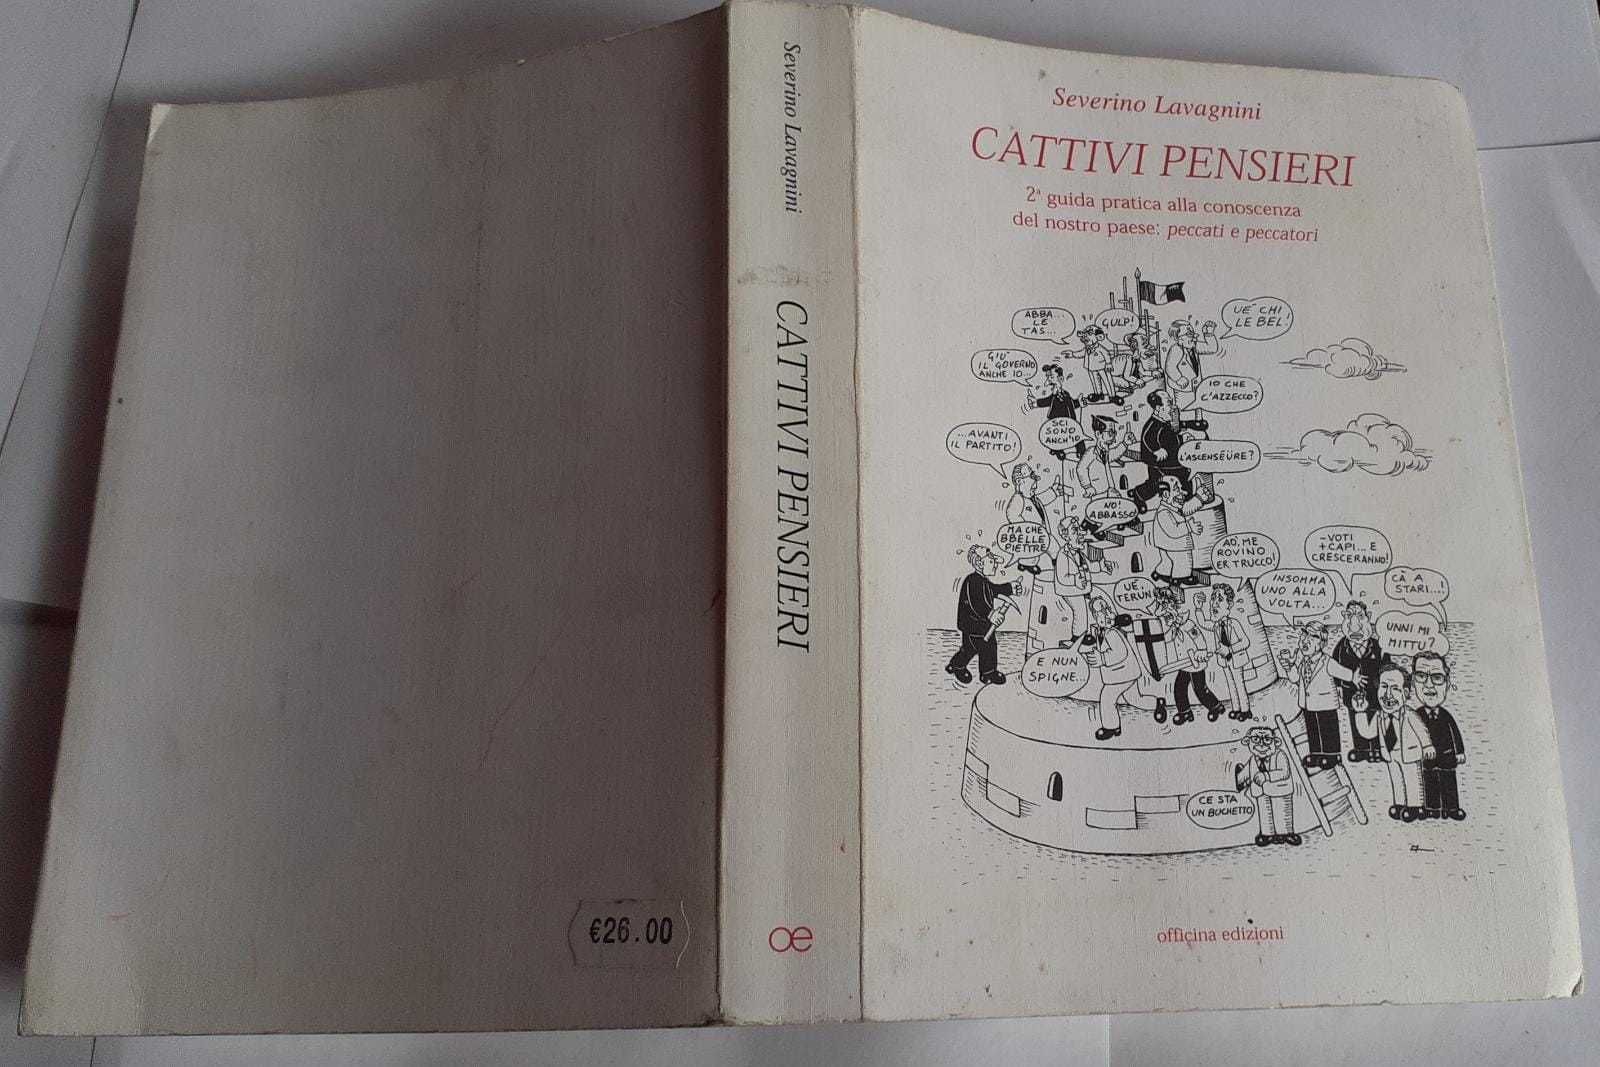 €26.00
Severino Lavagnini
CATTIVI PENSIERI
œ
Severino Lavagnini
CATTIVI PENSIERI
2ª guida pratica alla conoscenza
del nostro paese: peccati e peccatori
ABBA...
LE
TAS...
GULP!
UE' CHI
LE BEL!
GIU'
IL GOVERNO
ANCHE IO...
IO CHE
C'AZZECCO?
...AVANTI
IL PARTITO!
SCI
SONO
ANCH'IO
E
L'ASCENSËURE?
NO!
ABBASSO
MA CHE
BBELLE
PIETTRE
AO', ME
ROVINO
ER TRUCCO!
-VOTI
+CAPI... E
CRESCERANNO!
UE,
TERUN
INSOMMA
UNO ALLA
VOLTA...
CÀ A
STARI...!
UNNI MI
MITTU?
E NUN
SPIGNE...
CE STA
UN BUCHETTO
officina edizioni